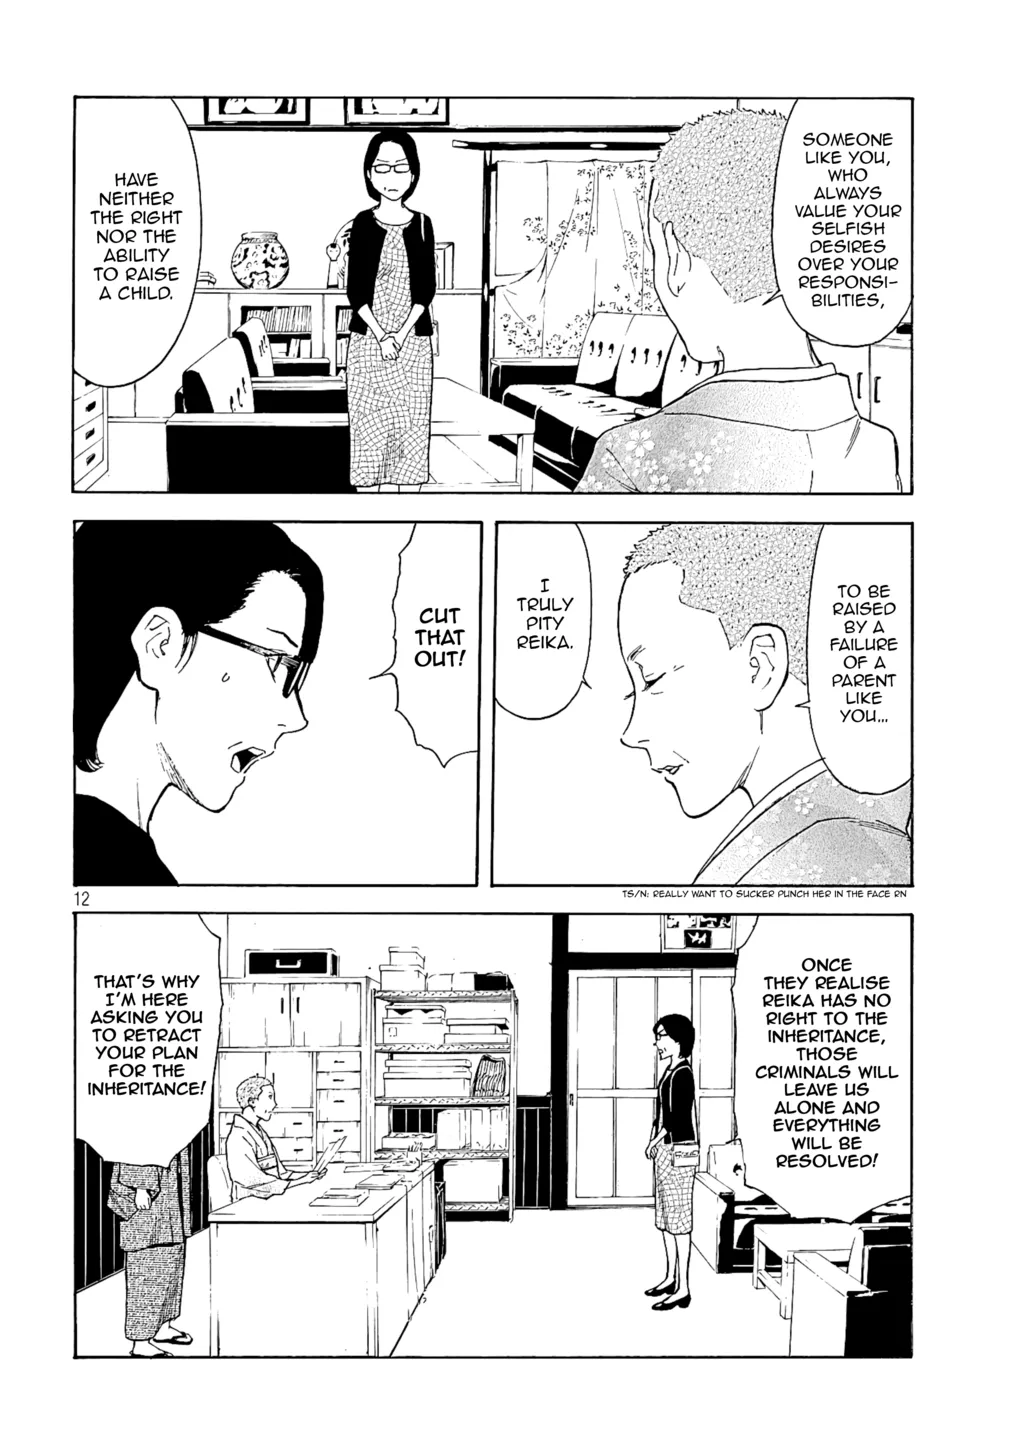 SOMEONE
LIKE YOU,
WHO
ALWAYS
VALUE YOUR
SELFISH
DESIRES
OVER YOUR
RESPONSI-
BILITIES,
HAVE
NEITHER
THE RIGHT
NOR THE
ABILITY
TO RAISE
A CHILD.
TO BE
RAISED
BY A
FAILURE
OF A
PARENT
LIKE
YOU...
I
TRULY
PITY
REIKA.
CUT
THAT
OUT!
12
TS/N: REALLY WANT TO SUCKER PUNCH HER IN THE FACE RN
ONCE
THEY REALISE
REIKA HAS NO
RIGHT TO THE
INHERITANCE,
THOSE
CRIMINALS WILL
LEAVE US
ALONE AND
EVERYTHING
WILL BE
RESOLVED!
THAT'S WHY
I'M HERE
ASKING YOU
TO RETRACT
YOUR PLAN
FOR THE
INHERITANCE!